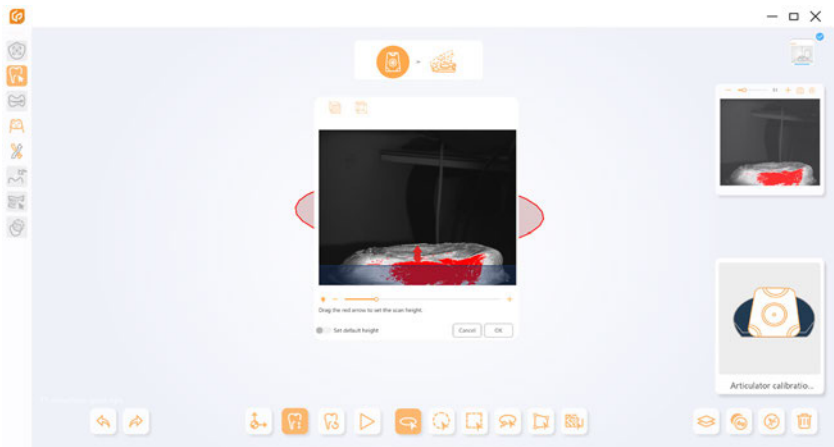 Drag the red arrow to set the scan height.
Set default height
Cancel
OK
Articulator calibratio...